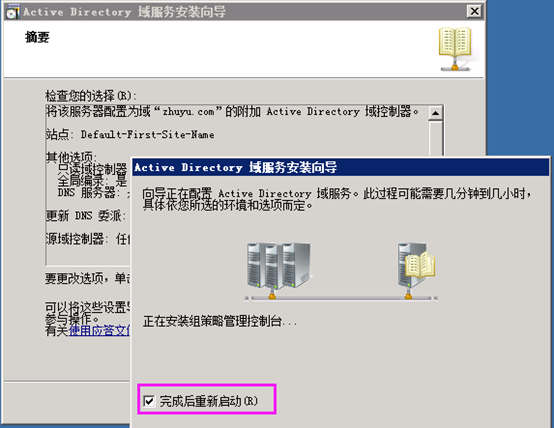 Active Directory 域服务安装向导
摘要
检查您的选择(R):
将该服务器配置为域“zhuyu.com”的附加 Active Directory 域控制器。
站点: Default-First-Site-Name
其他选项:
只读域控制器
全局编录: 是
DNS 服务器:
更新 DNS 委派:
源域控制器: 任
要更改选项，单
可以将这些设置
参与操作。
有关使用应答文
Active Directory 域服务安装向导
向导正在配置 Active Directory 域服务。此过程可能需要几分钟到几小时，
具体依您所选的环境和选项而定。
正在安装组策略管理控制台...
完成后重新启动(R)